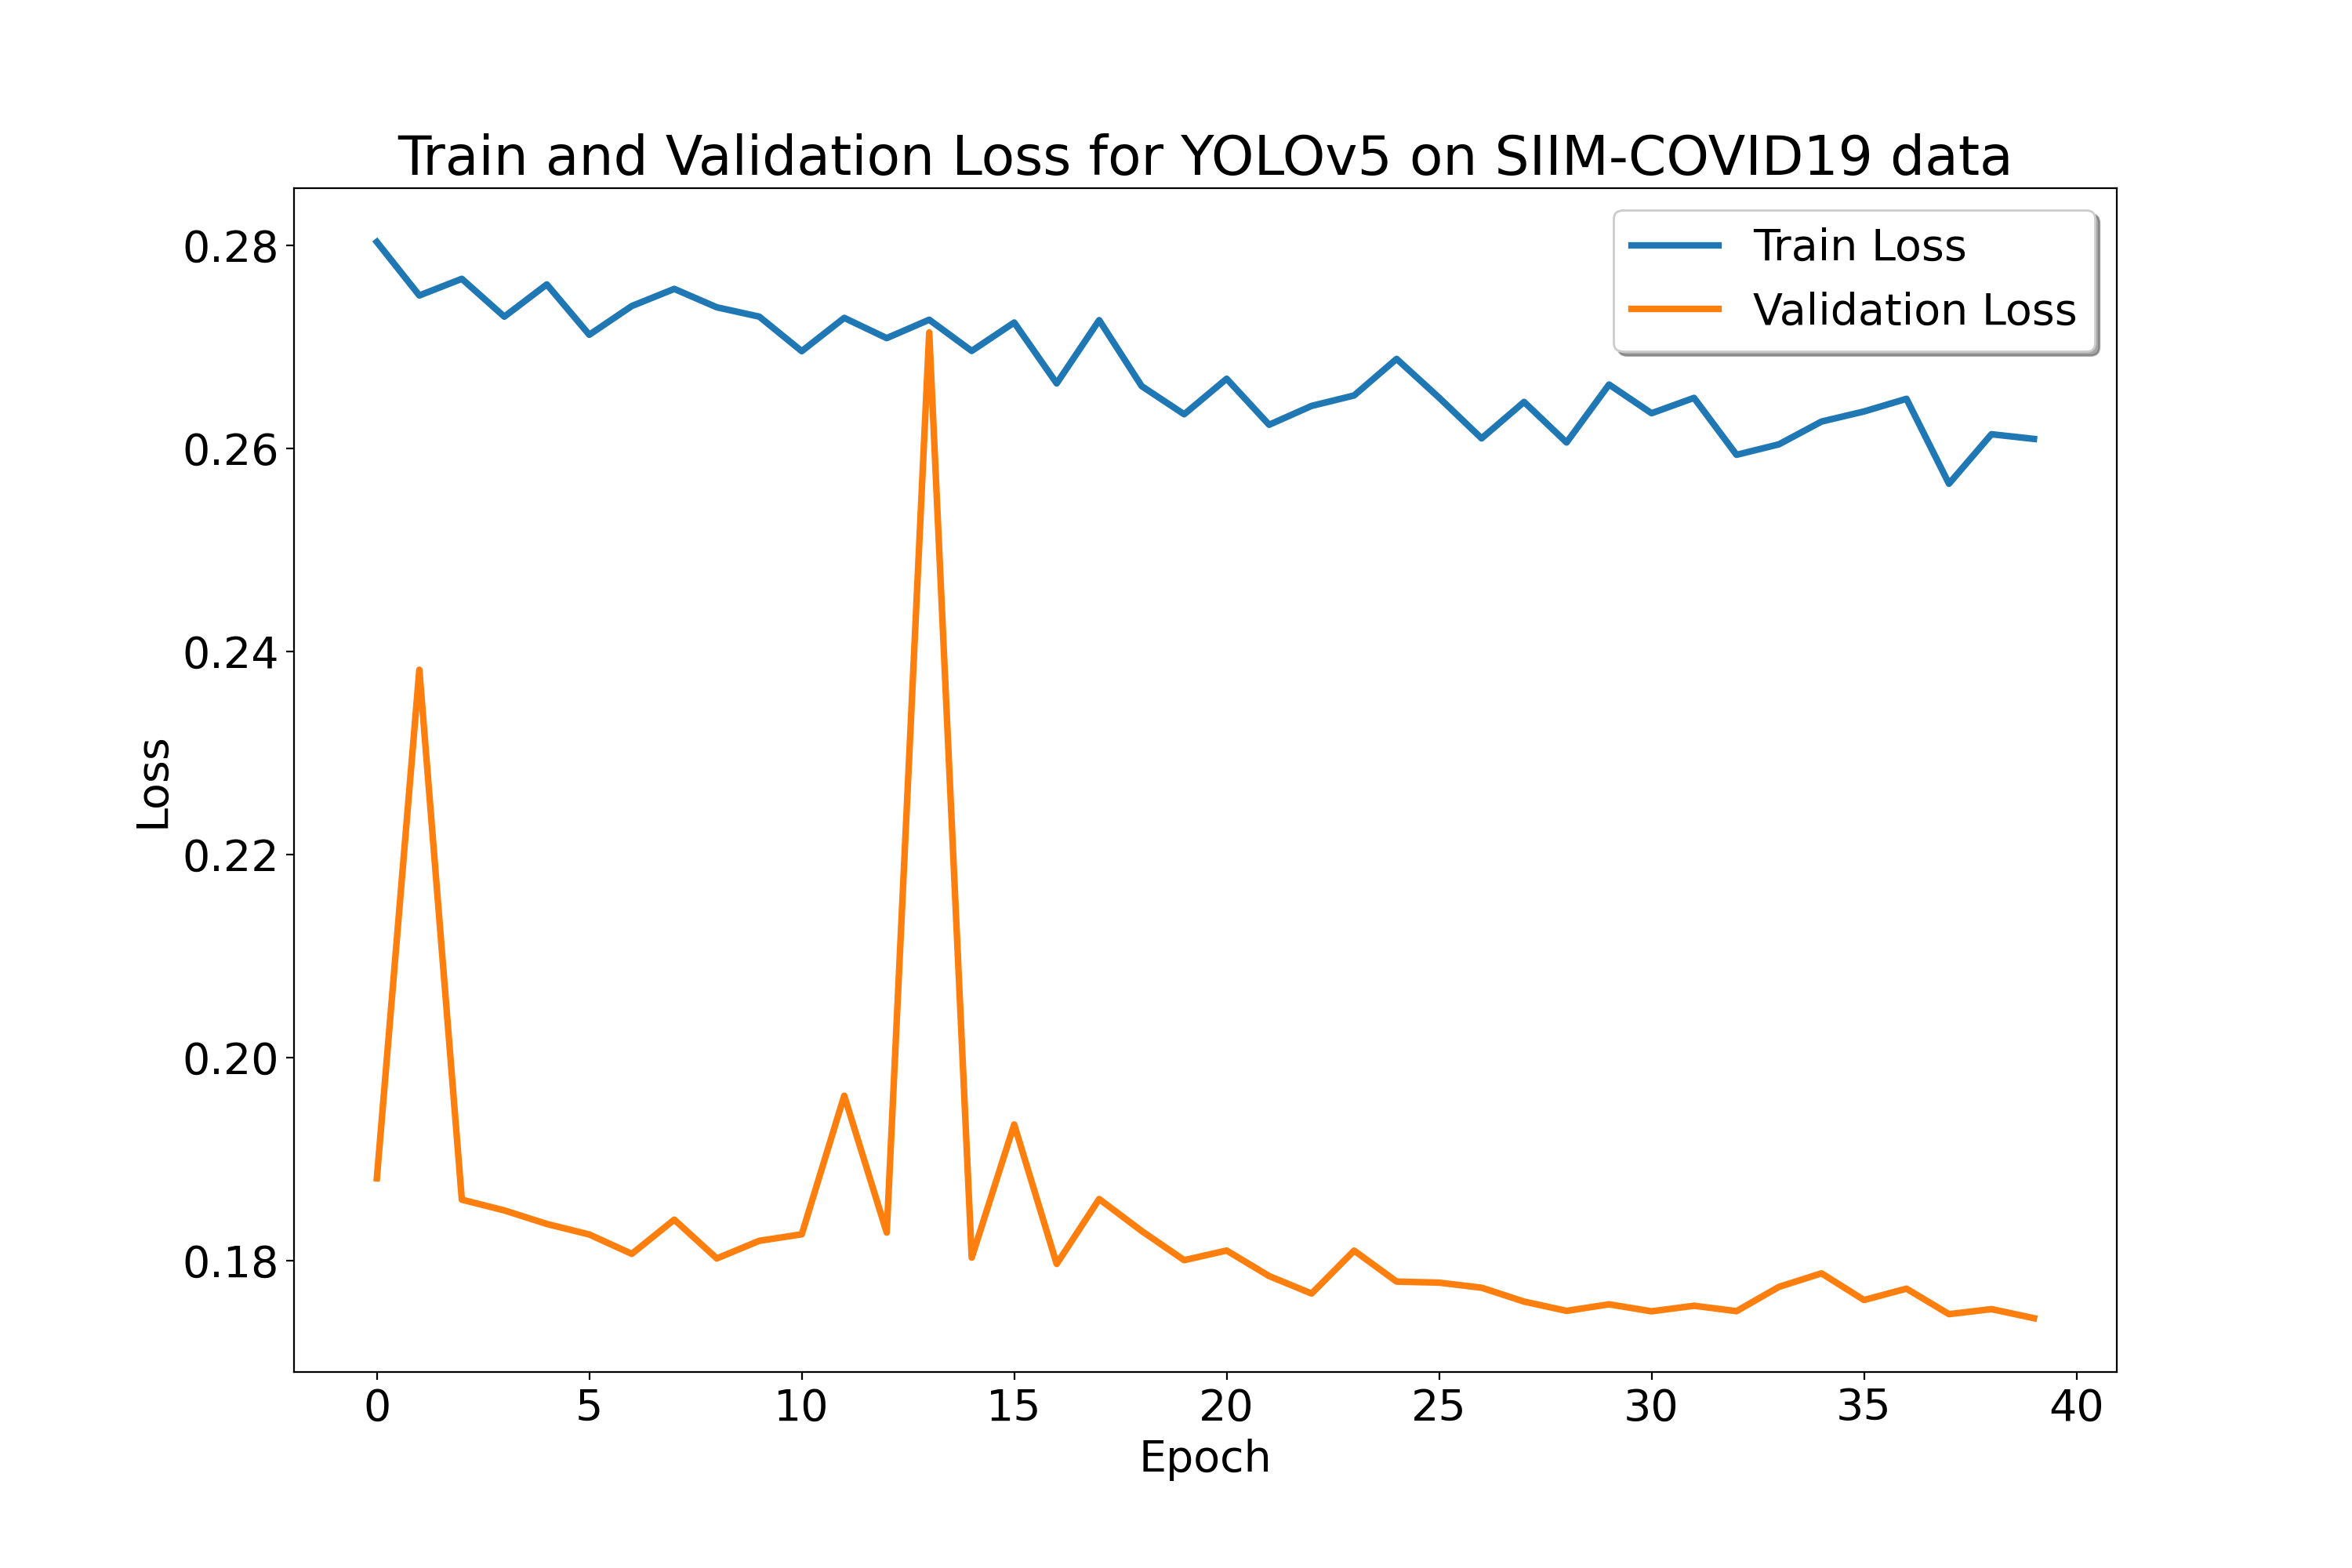 Train and Validation Loss for YOLOv5 on SIIM-COVID19 data
Train Loss
Validation Loss
0.28
0.26
0.24
0.22
0.20
0.18
Loss
0 5 10 15 20 25 30 35 40
Epoch